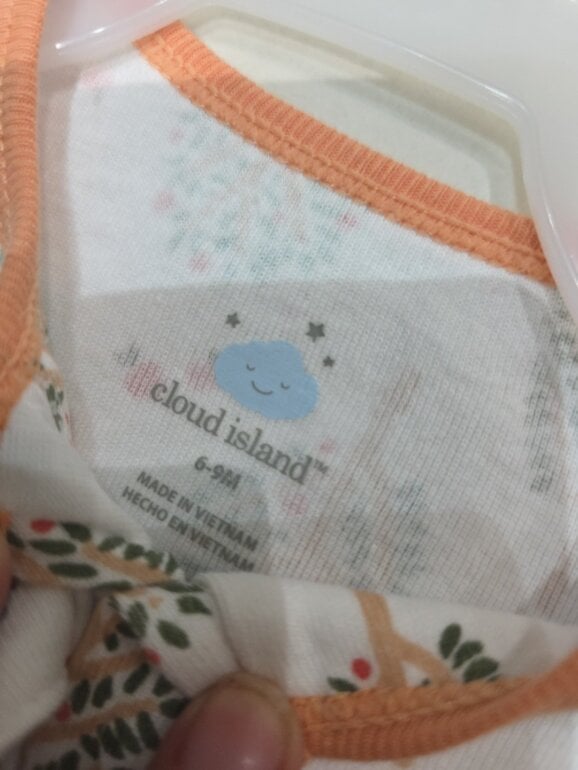 cloud island™
6-9M
MADE IN VIETNAM
HECHO EN VIETNAM